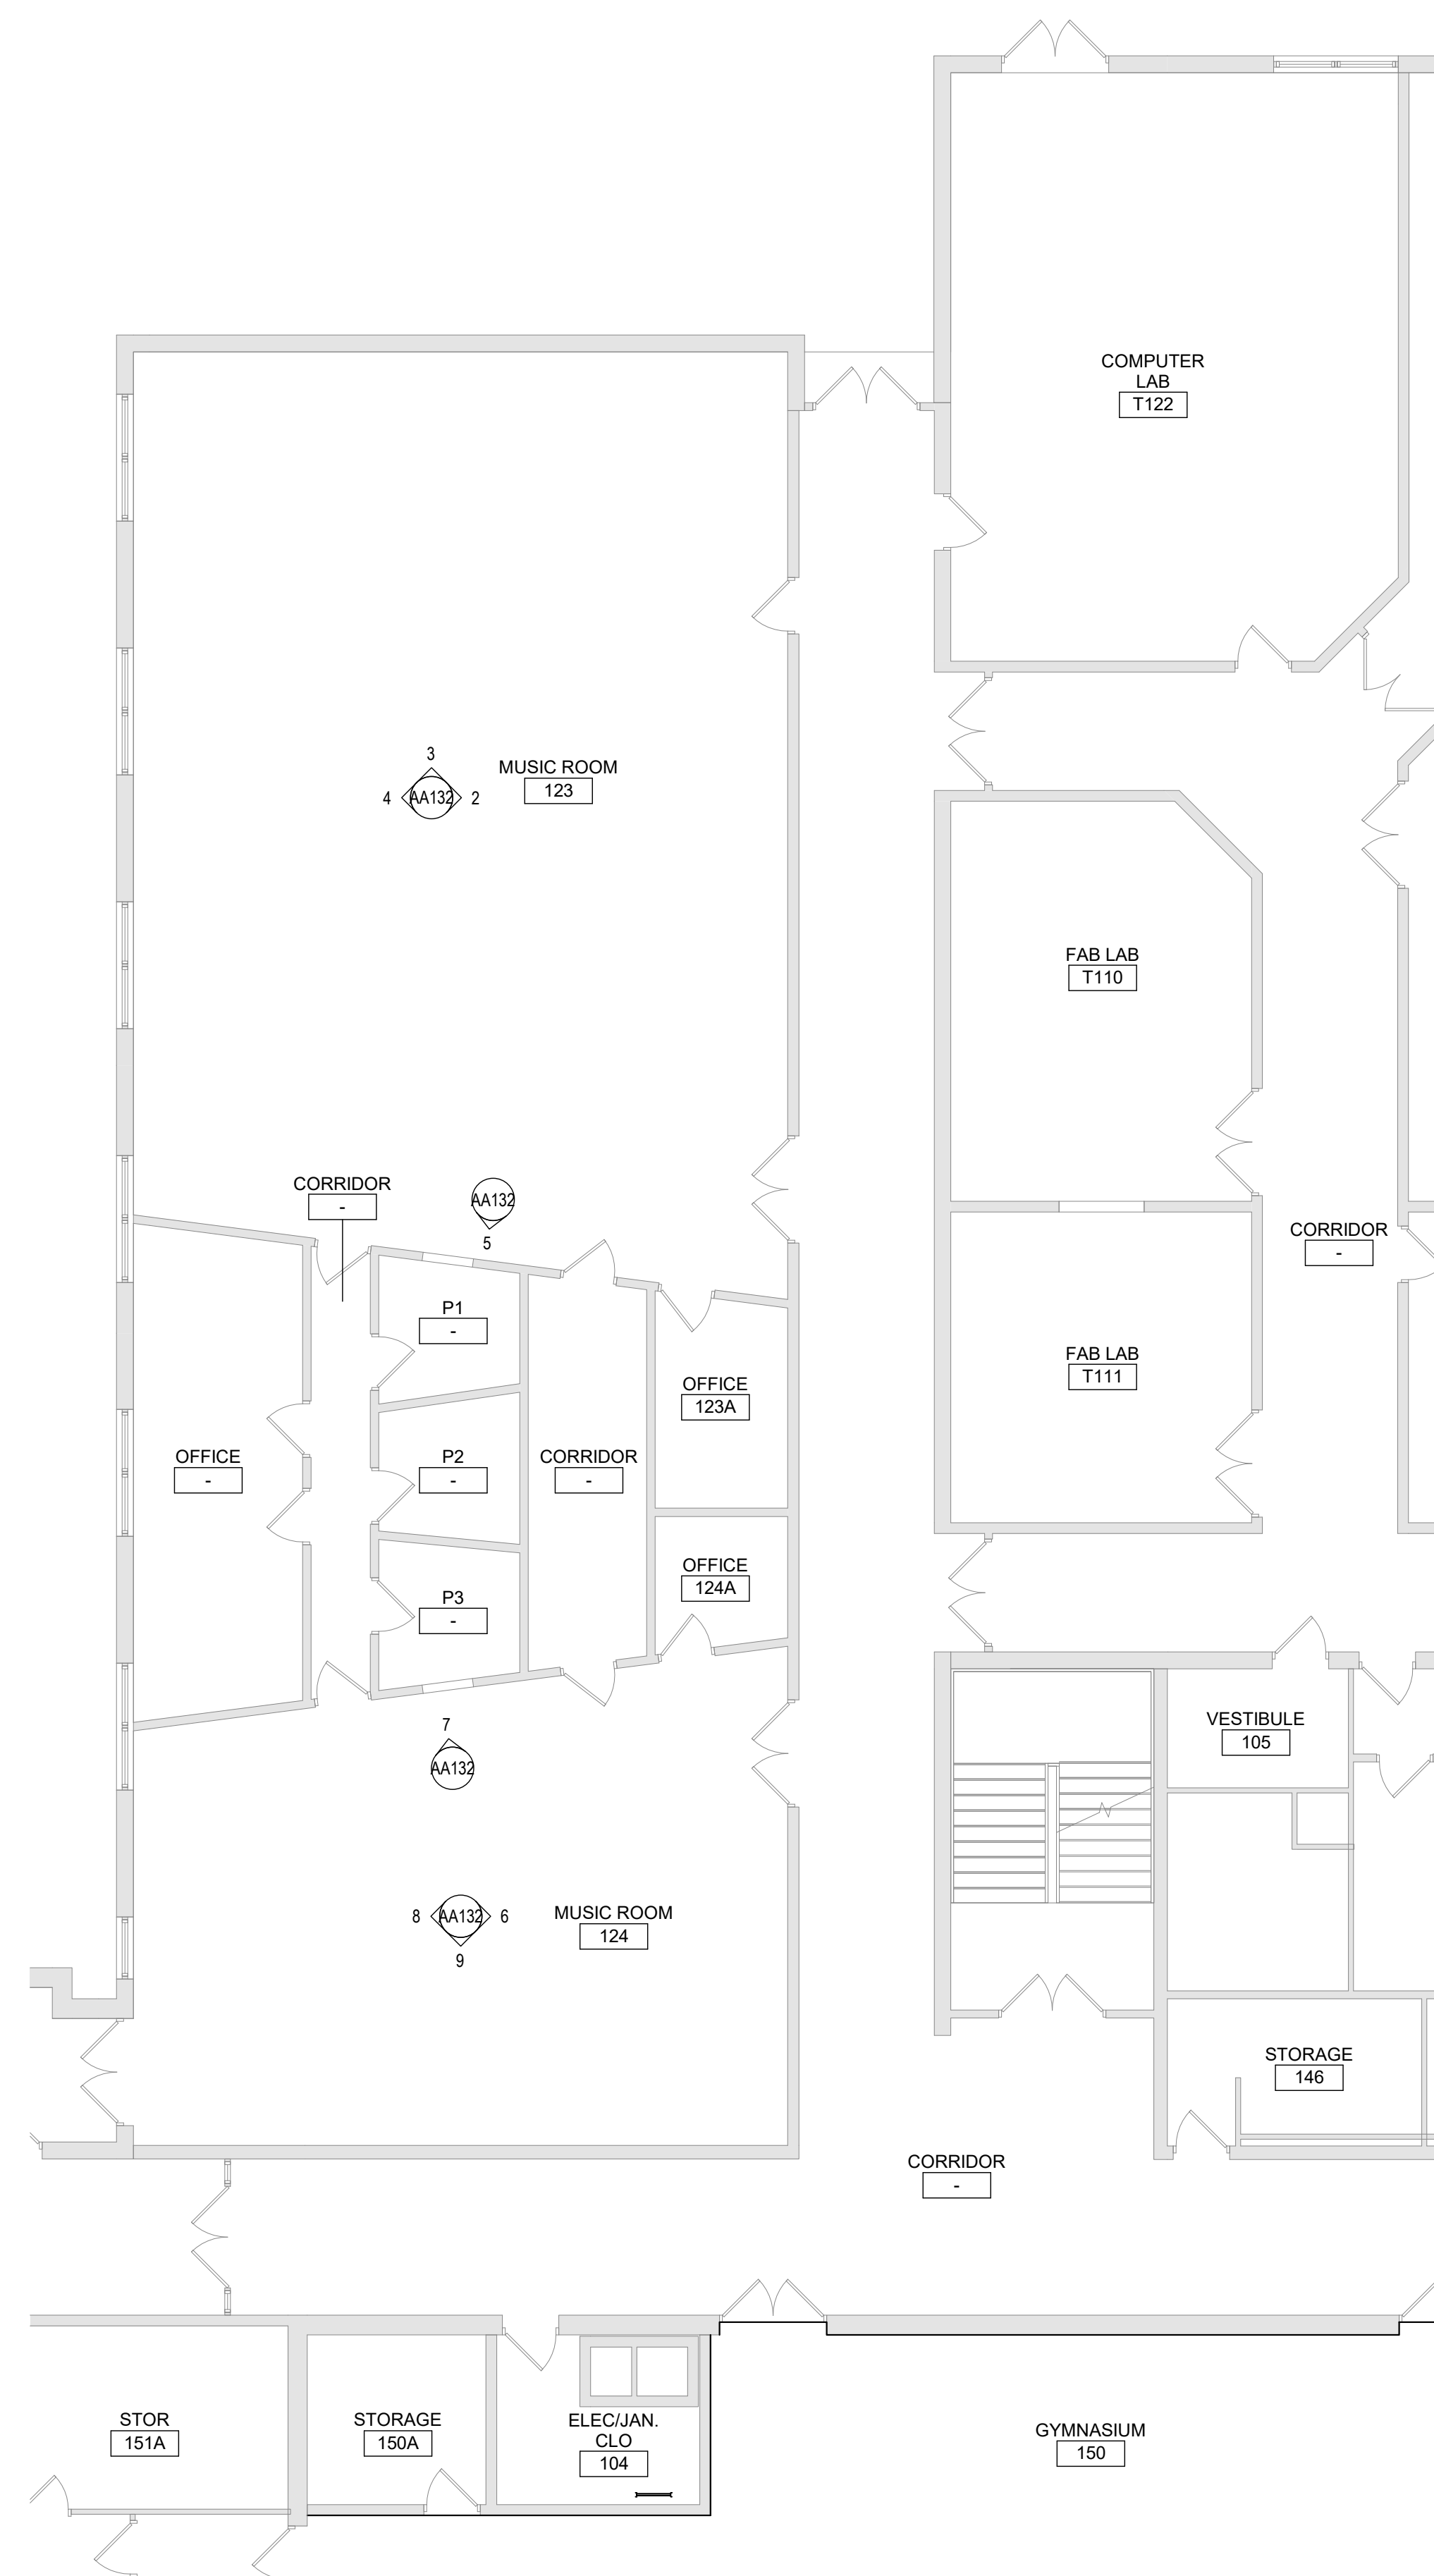 COMPUTER
LAB
T122
3
4
AA132
2
MUSIC ROOM
123
FAB LAB
T110
CORRIDOR
-
AA132
5
CORRIDOR
-
P1
-
FAB LAB
T111
OFFICE
123A
OFFICE
-
P2
-
CORRIDOR
-
OFFICE
124A
P3
-
7
AA132
VESTIBULE
105
8
AA132
6
9
MUSIC ROOM
124
STORAGE
146
CORRIDOR
-
STOR
151A
STORAGE
150A
ELEC/JAN.
CLO
104
GYMNASIUM
150